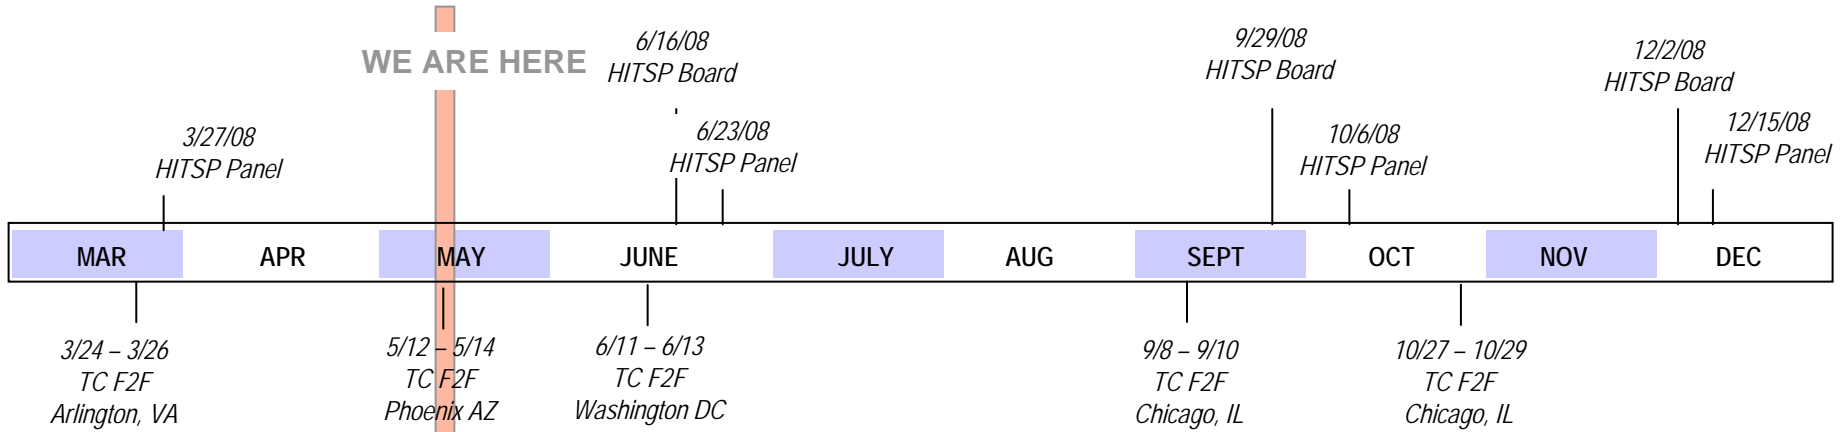 WE ARE HERE
6/16/08
HITSP Board
9/29/08
HITSP Board
12/2/08
HITSP Board
3/27/08
HITSP Panel
6/23/08
HITSP Panel
10/6/08
HITSP Panel
12/15/08
HITSP Panel
MAR APR MAY JUNE JULY AUG SEPT OCT NOV DEC
3/24 – 3/26
TC F2F
Arlington, VA
5/12 – 5/14
TC F2F
Phoenix AZ
6/11 – 6/13
TC F2F
Washington DC
9/8 – 9/10
TC F2F
Chicago, IL
10/27 – 10/29
TC F2F
Chicago, IL